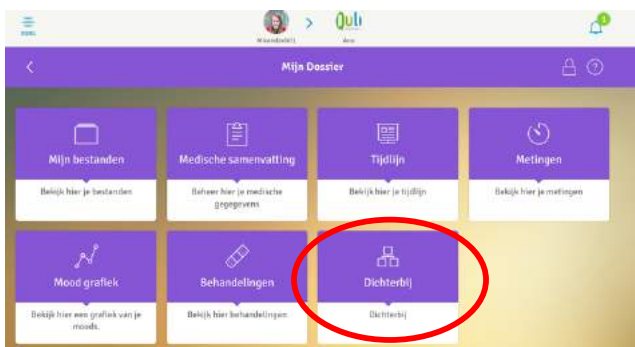 Quli
Mijn Dossier
Mijn bestanden
Medische samenvatting
Tijdlijn
Metingen
Bekijk hier je bestanden
Beheer hier je medische
gegegevens
Bekijk hier je tijdlijn
Bekijk hier je metingen
Mood grafiek
Behandelingen
Dichterbij
Bekijk hier een grafiek van je
moods.
Bekijk hier behandelingen
Dichterbij